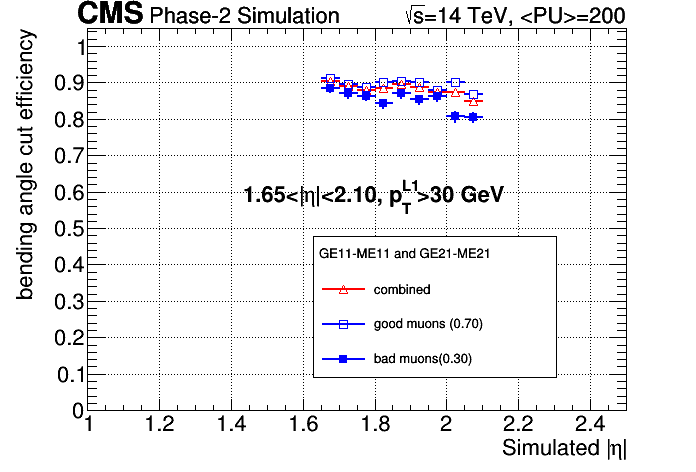 CMS Phase-2 Simulation √s=14 TeV, <PU>=200
bending angle cut efficiency
1
0.9
0.8
0.7
0.6
0.5
0.4
0.3
0.2
0.1
0
1.65<|η|<2.10, p_T^L1>30 GeV
GE11-ME11 and GE21-ME21
combined
good muons (0.70)
bad muons(0.30)
1 1.2 1.4 1.6 1.8 2 2.2 2.4
Simulated |η|